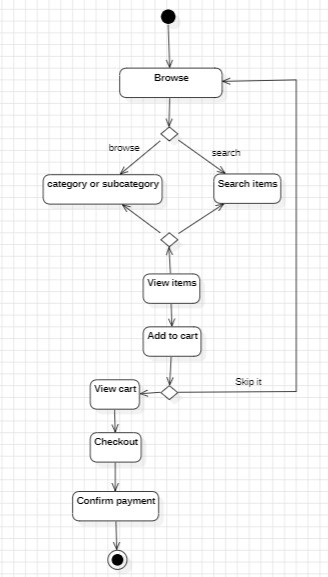 Browse
browse
search
category or subcategory
Search items
View items
Add to cart
Skip it
View cart
Checkout
Confirm payment